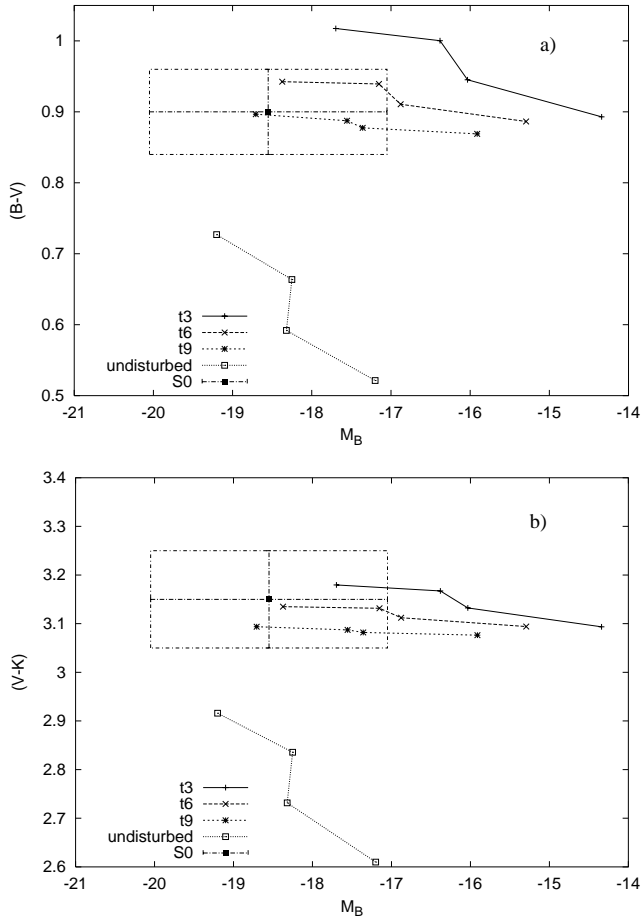 1
a)
0.9
0.8
(B-V)
0.7
t3
0.6
t6
t9
undisturbed
S0
0.5
-21 -20 -19 -18 -17 -16 -15 -14
M_B
3.4
b)
3.3
3.2
3.1
(V-K)
3
2.9
2.8
t3
t6
2.7
t9
undisturbed
S0
2.6
-21 -20 -19 -18 -17 -16 -15 -14
M_B